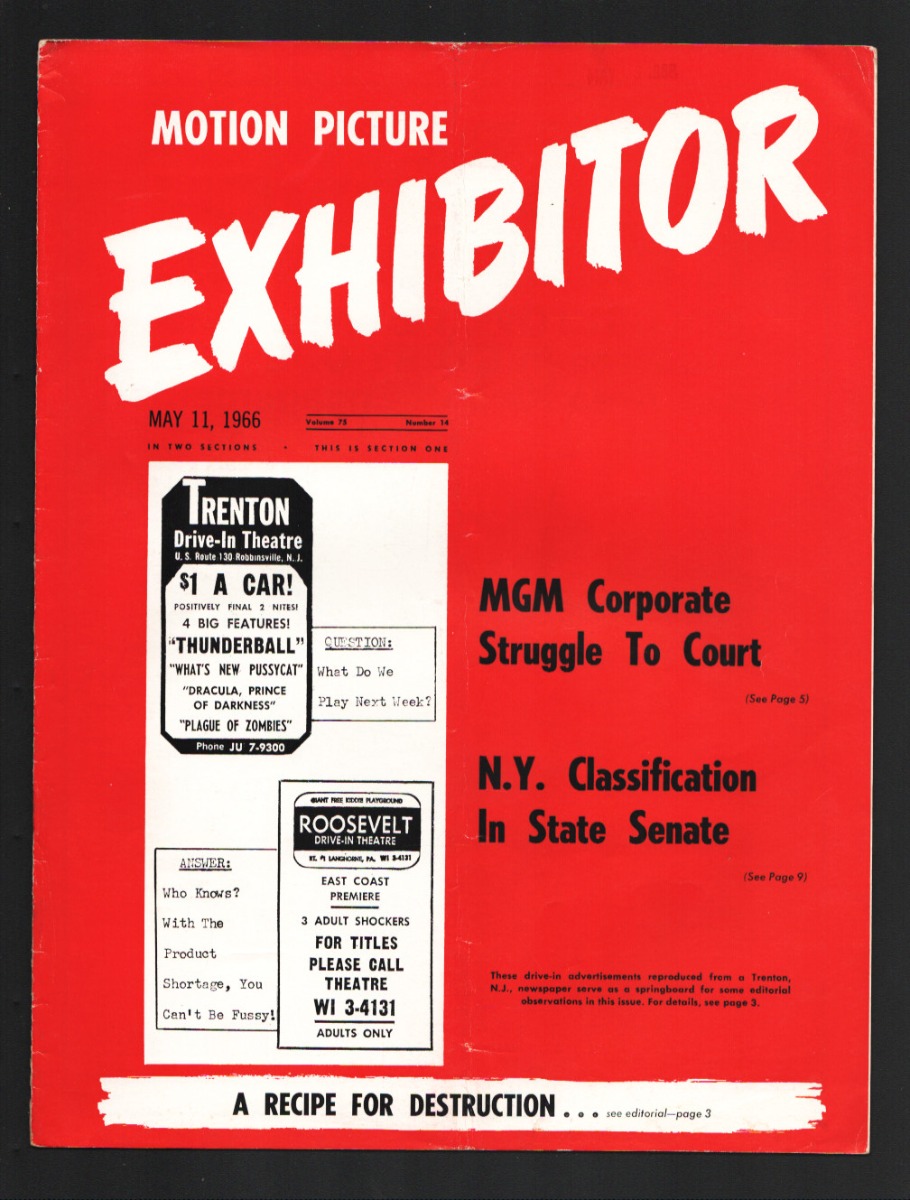 MOTION PICTURE
EXHIBITOR
MAY 11, 1966
Volume 75 Number 14
IN TWO SECTIONS • THIS IS SECTION ONE
TRENTON
Drive-In Theatre
U. S. Route 130 Robbinsville, N. J.
$1 A CAR!
POSITIVELY FINAL 2 NITES!
4 BIG FEATURES!
"THUNDERBALL"
"WHAT'S NEW PUSSYCAT"
"DRACULA, PRINCE
OF DARKNESS"
"PLAGUE OF ZOMBIES"
Phone JU 7-9300
QUESTION:
What Do We
Play Next Week?
ANSWER:
Who Knows?
With The
Product
Shortage, You
Can't Be Fussy!
GIANT FREE KIDDIE PLAYGROUND
ROOSEVELT
DRIVE-IN THEATRE
RT. #1 LANGHORNE, PA. WI 3-4131
EAST COAST
PREMIERE
3 ADULT SHOCKERS
FOR TITLES
PLEASE CALL
THEATRE
WI 3-4131
ADULTS ONLY
MGM Corporate
Struggle To Court
(See Page 5)
N.Y. Classification
In State Senate
(See Page 9)
These drive-in advertisements reproduced from a Trenton,
N.J., newspaper serve as a springboard for some editorial
observations in this issue. For details, see page 3.
A RECIPE FOR DESTRUCTION . . . see editorial—page 3